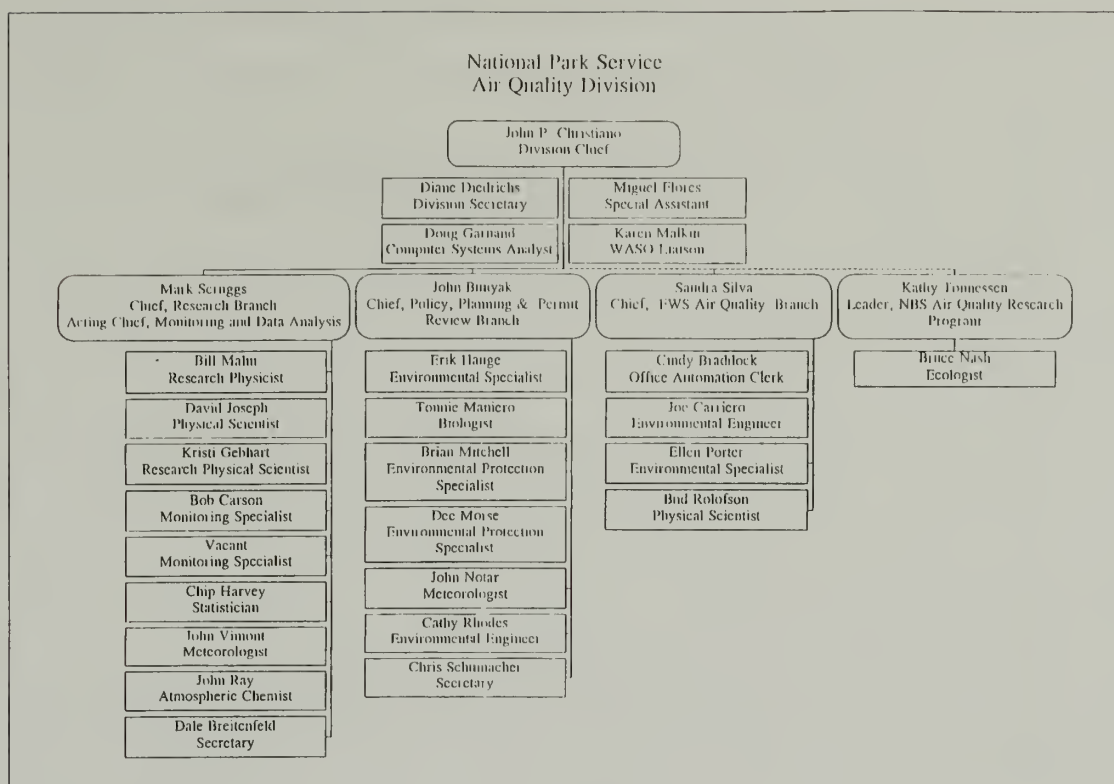 National Park Service
Air Quality Division
John P. Christiano
Division Chief
Diane Diedrichs
Division Secretary
Miguel Flores
Special Assistant
Doug Garnand
Computer Systems Analyst
Karen Malkin
WASO Liaison
Mark Scruggs
Chief, Research Branch
Acting Chief, Monitoring and Data Analysis
John Bunyak
Chief, Policy, Planning & Permit
Review Branch
Sandra Silva
Chief, FWS Air Quality Branch
Kathy Tonnessen
Leader, NBS Air Quality Research
Program
Bill Malm
Research Physicist
David Joseph
Physical Scientist
Kristi Gebhart
Research Physical Scientist
Bob Carson
Monitoring Specialist
Vacant
Monitoring Specialist
Chip Harvey
Statistician
John Vimont
Meteorologist
John Ray
Atmospheric Chemist
Dale Breitenfeld
Secretary
Erik Hauge
Environmental Specialist
Tonnie Maniero
Biologist
Brian Mitchell
Environmental Protection
Specialist
Dee Morse
Environmental Protection
Specialist
John Notar
Meteorologist
Cathy Rhodes
Environmental Engineer
Chris Schumacher
Secretary
Cindy Braddock
Office Automation Clerk
Joe Carriero
Environmental Engineer
Ellen Porter
Environmental Specialist
Bud Rolofson
Physical Scientist
Bruce Nash
Ecologist